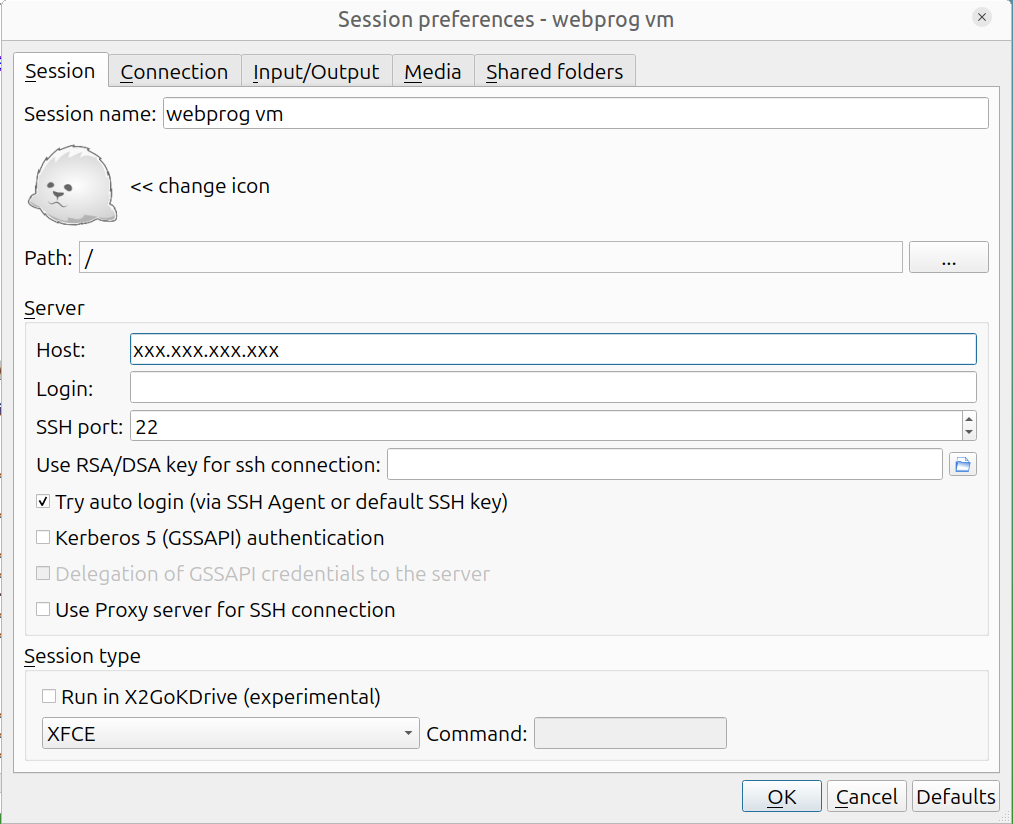 Session preferences - webprog vm
Session Connection Input/Output Media Shared folders
Session name: webprog vm
<< change icon
Path: / ...
Server
Host: xxx.xxx.xxx.xxx
Login:
SSH port: 22
Use RSA/DSA key for ssh connection:
Try auto login (via SSH Agent or default SSH key)
Kerberos 5 (GSSAPI) authentication
Delegation of GSSAPI credentials to the server
Use Proxy server for SSH connection
Session type
Run in X2GoKDrive (experimental)
XFCE Command:
OK Cancel Defaults